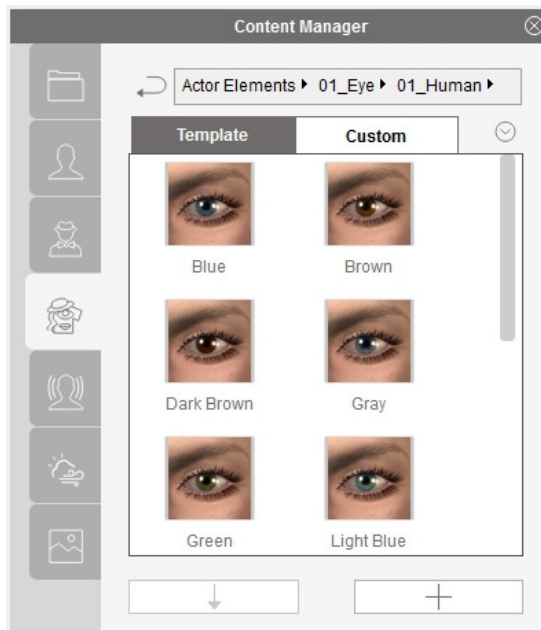 Content Manager
Actor Elements 01_Eye 01_Human
Template Custom
Blue Brown
Dark Brown Gray
Green Light Blue